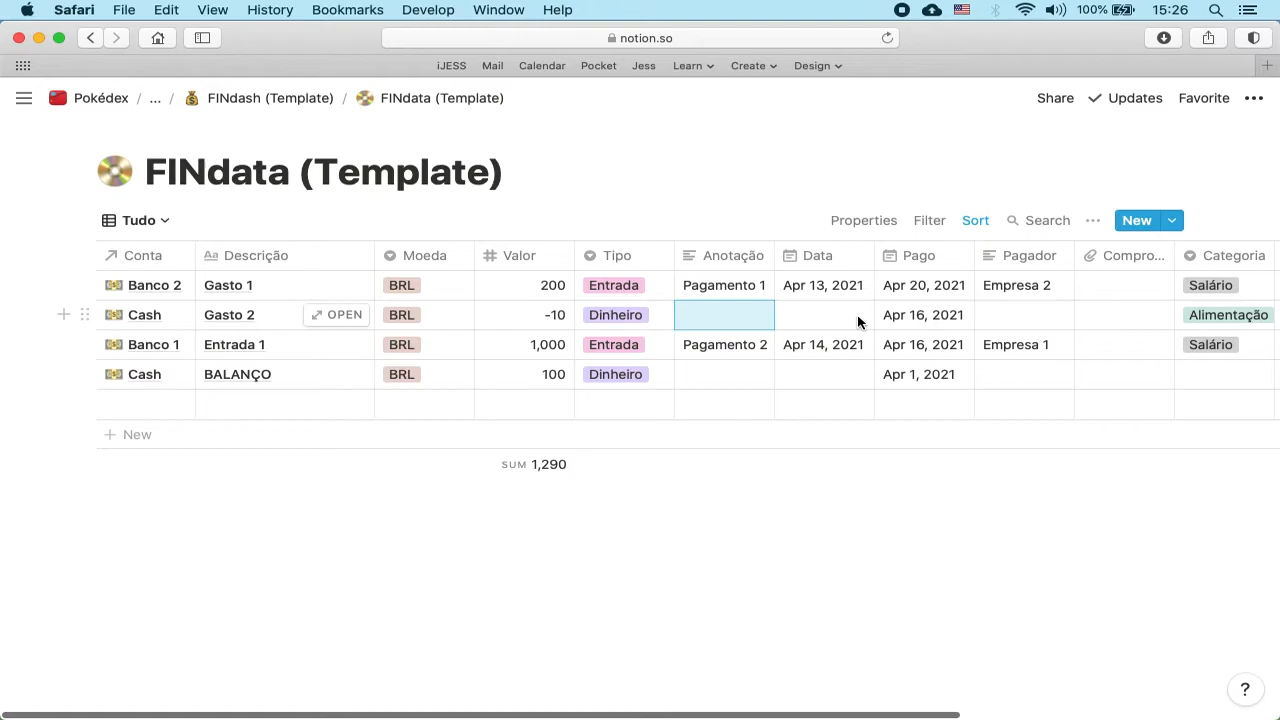 Safari File Edit View History Bookmarks Develop Window Help 100% 15:26
notion.so
iJESS Mail Calendar Pocket Jess Learn Create Design
Pokédex / ... / FINdash (Template) / FINdata (Template) Share Updates Favorite
FINdata (Template)
Tudo Properties Filter Sort Search New
Conta Aa Descrição Moeda Valor Tipo Anotação Data Pago Pagador Compro... Categoria
Banco 2 Gasto 1 BRL 200 Entrada Pagamento 1 Apr 13, 2021 Apr 20, 2021 Empresa 2 Salário
Cash Gasto 2 OPEN BRL -10 Dinheiro Apr 16, 2021 Alimentação
Banco 1 Entrada 1 BRL 1,000 Entrada Pagamento 2 Apr 14, 2021 Apr 16, 2021 Empresa 1 Salário
Cash BALANÇO BRL 100 Dinheiro Apr 1, 2021
+ New
SUM 1,290
?